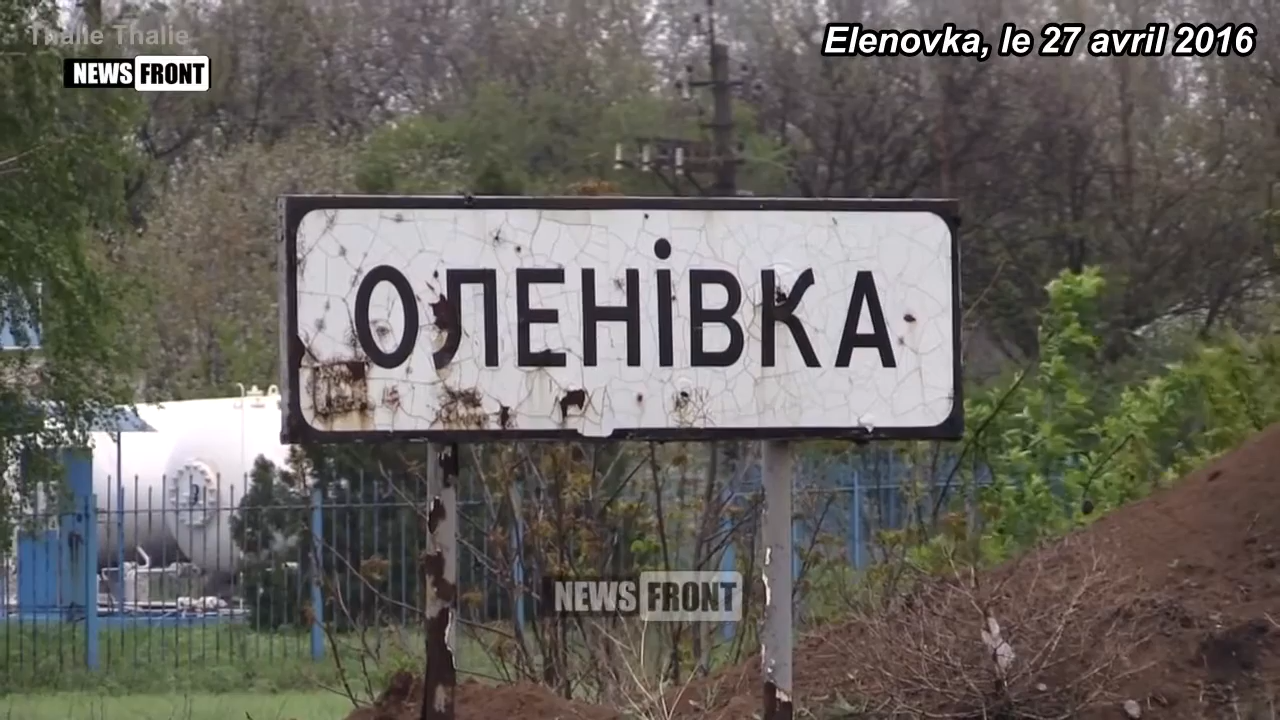 Thalie Thalie
Elenovka, le 27 avril 2016
NEWS FRONT
ОЛЕНІВКА
NEWS FRONT